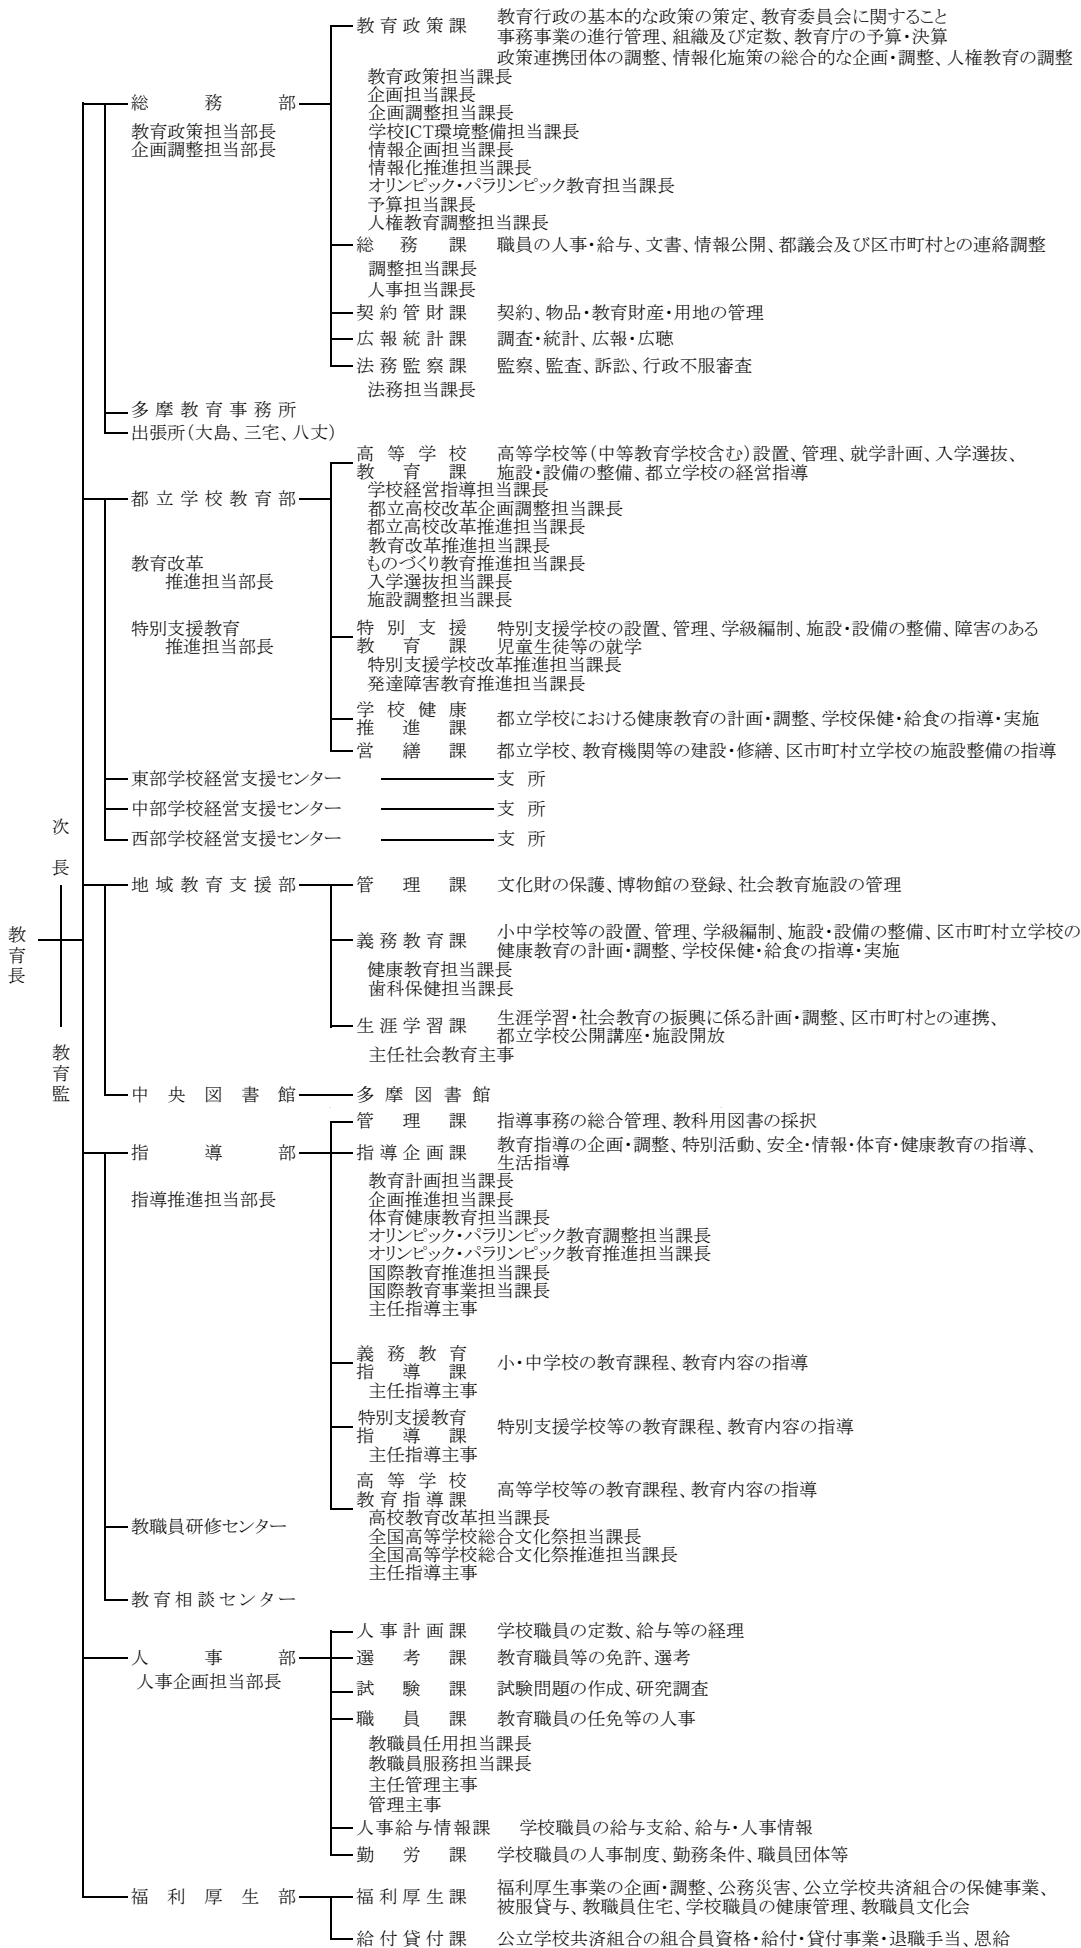 教育長
次長
教育監
総務部
教育政策担当部長
企画調整担当部長
教育政策課 教育行政の基本的な政策の策定、教育委員会に関すること
事務事業の進行管理、組織及び定数、教育庁の予算・決算
政策連携団体の調整、情報化施策の総合的な企画・調整、人権教育の調整
教育政策担当課長
企画担当課長
企画調整担当課長
学校ICT環境整備担当課長
情報企画担当課長
情報化推進担当課長
オリンピック・パラリンピック教育担当課長
予算担当課長
人権教育調整担当課長
総務課 職員の人事・給与、文書、情報公開、都議会及び区市町村との連絡調整
調整担当課長
人事担当課長
契約管財課 契約、物品・教育財産・用地の管理
広報統計課 調査・統計、広報・広聴
法務監察課 監察、監査、訴訟、行政不服審査
法務担当課長
多摩教育事務所
出張所(大島、三宅、八丈)
都立学校教育部
教育改革
推進担当部長
特別支援教育
推進担当部長
高等学校 高等学校等(中等教育学校含む)設置、管理、就学計画、入学選抜、
教育課 施設・設備の整備、都立学校の経営指導
学校経営指導担当課長
都立高校改革企画調整担当課長
都立高校改革推進担当課長
教育改革推進担当課長
ものづくり教育推進担当課長
入学選抜担当課長
施設調整担当課長
特別支援 特別支援学校の設置、管理、学級編制、施設・設備の整備、障害のある
教育課 児童生徒等の就学
特別支援学校改革推進担当課長
発達障害教育推進担当課長
学校健康
推進課 都立学校における健康教育の計画・調整、学校保健・給食の指導・実施
営繕課 都立学校、教育機関等の建設・修繕、区市町村立学校の施設整備の指導
東部学校経営支援センター 支所
中部学校経営支援センター 支所
西部学校経営支援センター 支所
地域教育支援部
管理課 文化財の保護、博物館の登録、社会教育施設の管理
義務教育課 小中学校等の設置、管理、学級編制、施設・設備の整備、区市町村立学校の
健康教育の計画・調整、学校保健・給食の指導・実施
健康教育担当課長
歯科保健担当課長
生涯学習課 生涯学習・社会教育の振興に係る計画・調整、区市町村との連携、
都立学校公開講座・施設開放
主任社会教育主事
中央図書館 多摩図書館
指導部
指導推進担当部長
管理課 指導事務の総合管理、教科用図書の採択
指導企画課 教育指導の企画・調整、特別活動、安全・情報・体育・健康教育の指導、
生活指導
教育計画担当課長
企画推進担当課長
体育健康教育担当課長
オリンピック・パラリンピック教育調整担当課長
オリンピック・パラリンピック教育推進担当課長
国際教育推進担当課長
国際教育事業担当課長
主任指導主事
義務教育
指導課 小・中学校の教育課程、教育内容の指導
主任指導主事
特別支援教育
指導課 特別支援学校等の教育課程、教育内容の指導
主任指導主事
高等学校
教育指導課 高等学校等の教育課程、教育内容の指導
高校教育改革担当課長
全国高等学校総合文化祭担当課長
全国高等学校総合文化祭推進担当課長
主任指導主事
教職員研修センター
教育相談センター
人事部
人事企画担当部長
人事計画課 学校職員の定数、給与等の経理
選考課 教育職員等の免許、選考
試験課 試験問題の作成、研究調査
職員課 教育職員の任免等の人事
教職員任用担当課長
教職員服務担当課長
主任管理主事
管理主事
人事給与情報課 学校職員の給与支給、給与・人事情報
勤労課 学校職員の人事制度、勤務条件、職員団体等
福利厚生部
福利厚生課 福利厚生事業の企画・調整、公務災害、公立学校共済組合の保健事業、
被服貸与、教職員住宅、学校職員の健康管理、教職員文化会
給付貸付課 公立学校共済組合の組合員資格・給付・貸付事業・退職手当、恩給